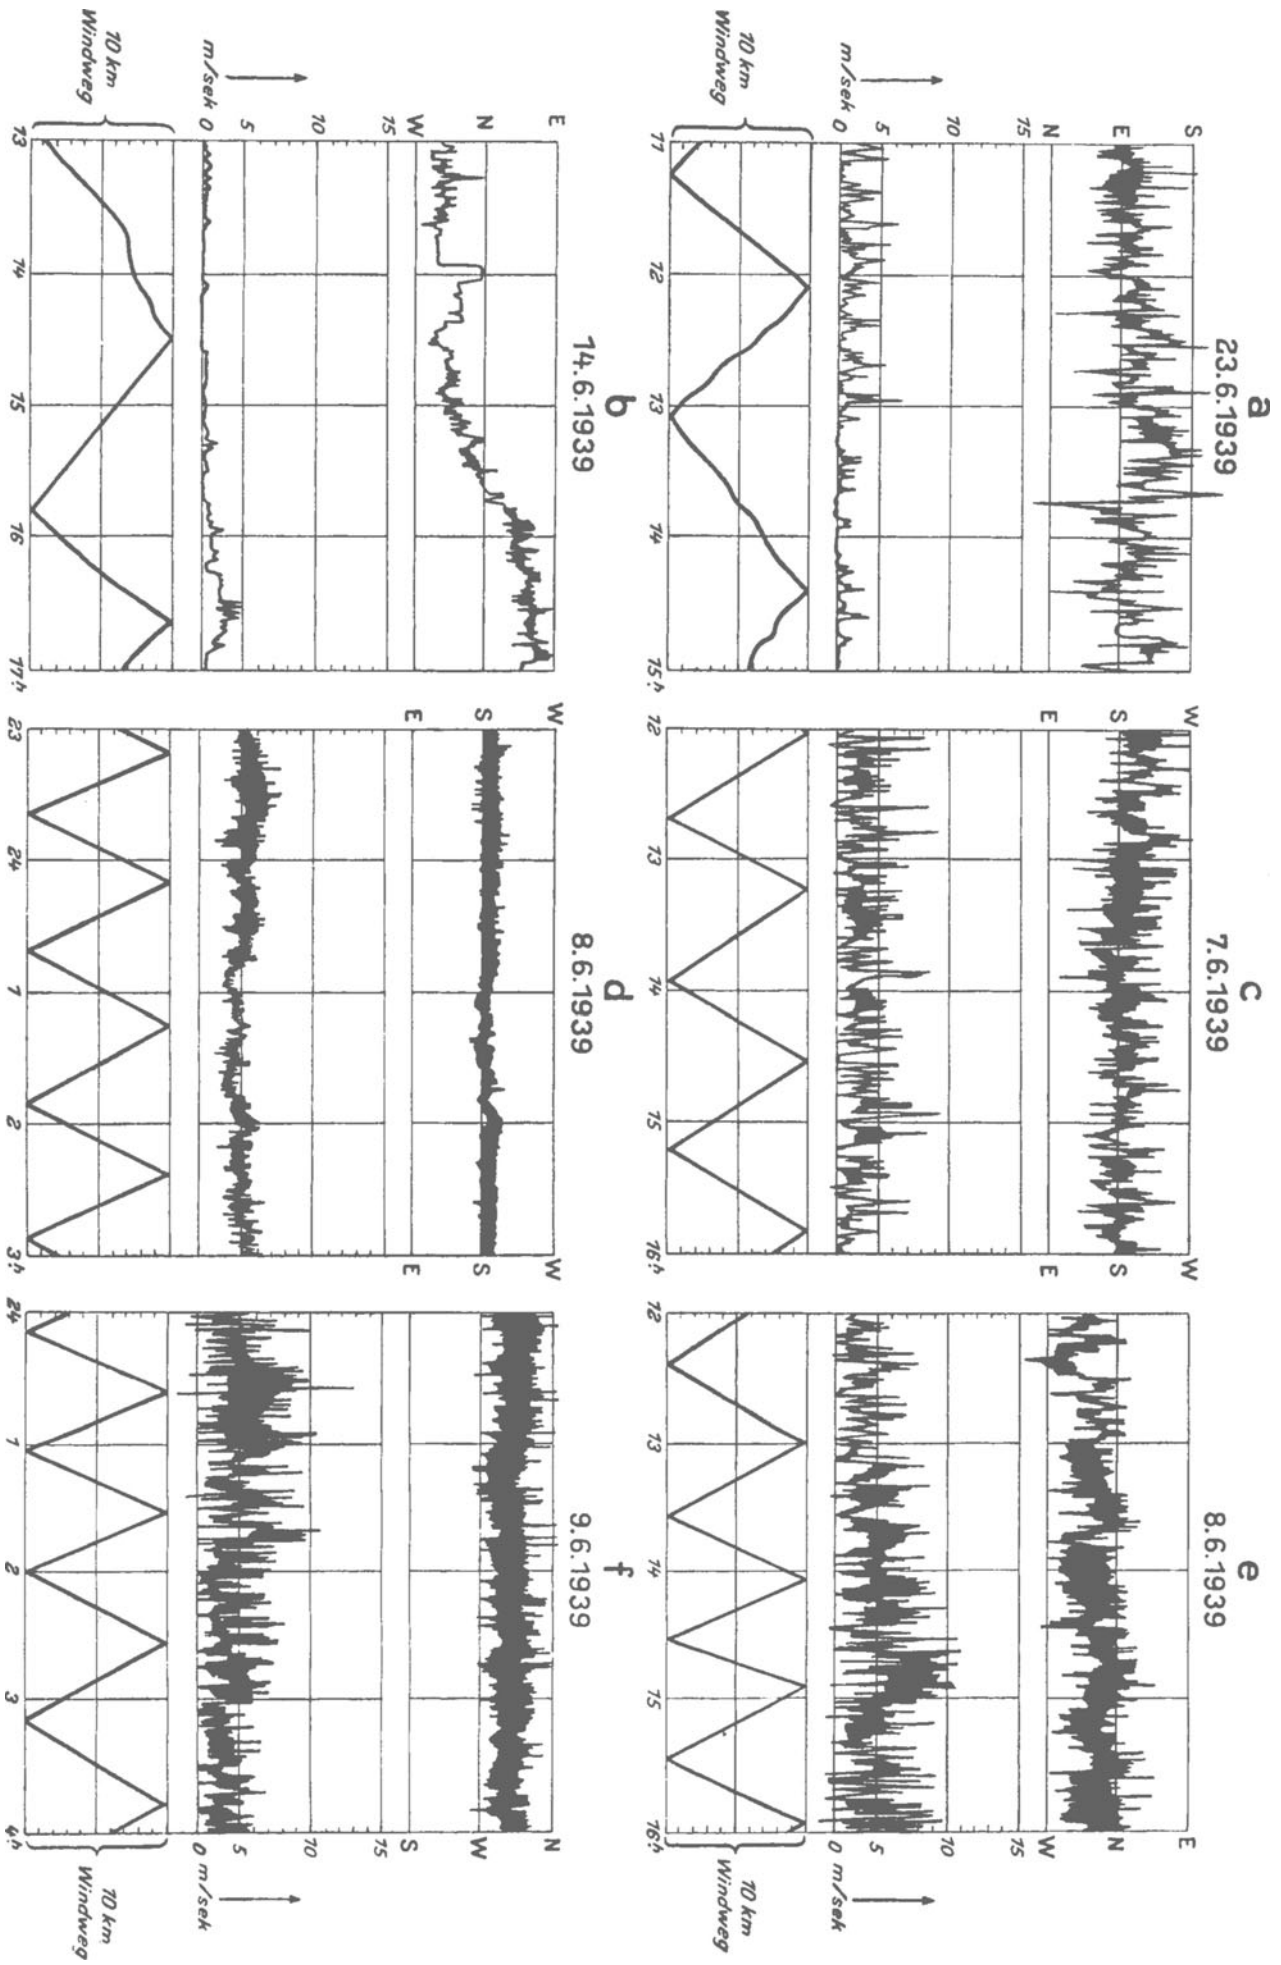 a c e
23.6.1939 7.6.1939 8.6.1939
S W W E
E S S N
N E E W
15 15
10 10
5 5
0 0
m/sek m/sek
10 km
Windweg
10 km
Windweg
11 12 13 14 15h 12 13 14 15 16h 12 13 14 15 16h
14.6.1939 8.6.1939 9.6.1939
b d f
E W W N
N S S W
W E E S
15 15
10 10
5 5
0 0
m/sek m/sek
10 km
Windweg
10 km
Windweg
13 14 15 16 17h 23 24 1 2 3h 24 1 2 3 4h